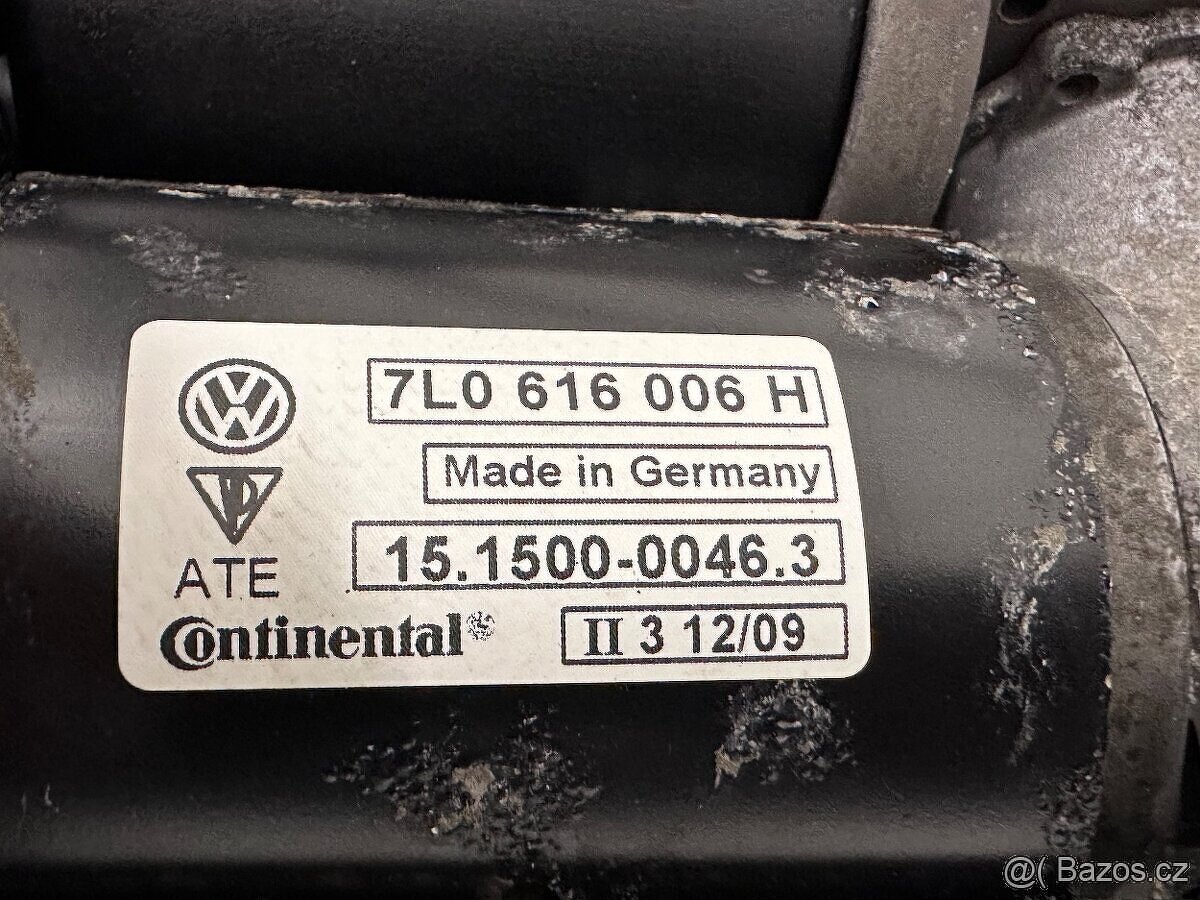 7L0 616 006 H
Made in Germany
15.1500-0046.3
ATE
Continental
II 3 12/09
@( Bazos.cz